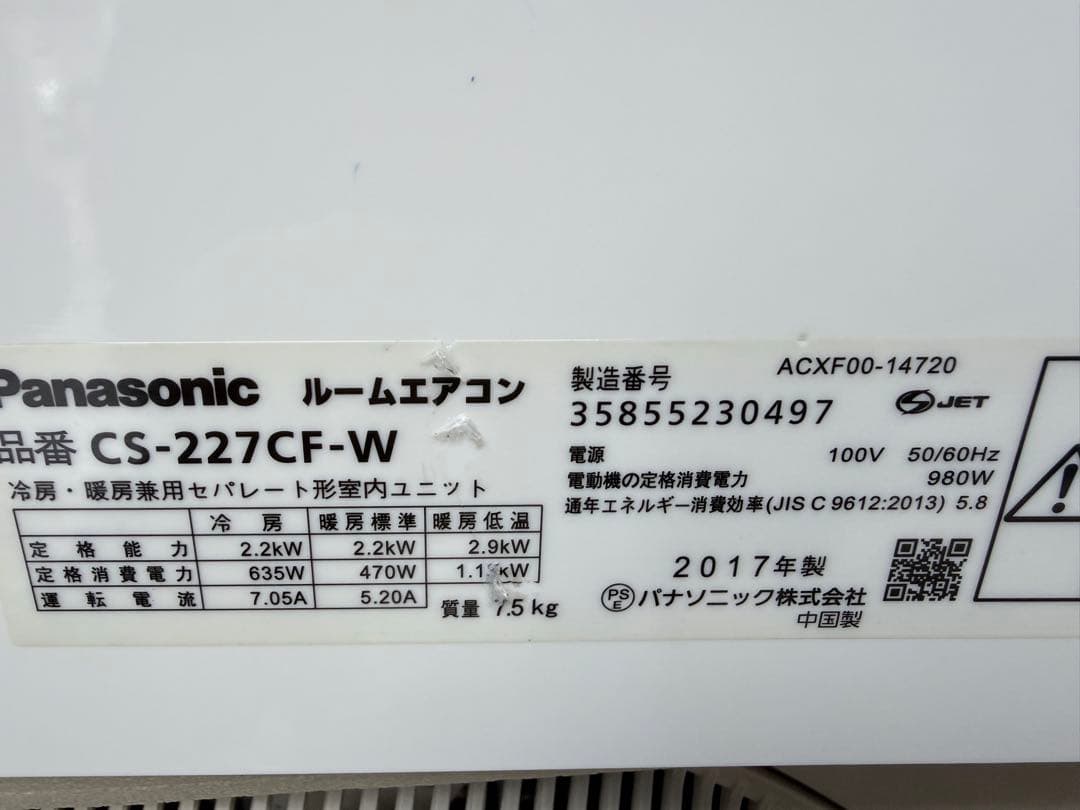 Panasonic ルームエアコン
品番 CS-227CF-W
冷房・暖房兼用セパレート形室内ユニット
冷房 暖房標準 暖房低温
定格能力 2.2kW 2.2kW 2.9kW
定格消費電力 635W 470W
運転電流 7.05A 5.20A
質量 7.5kg
ACXF00-14720
製造番号
35855230497 JET
電源 100V 50/60Hz
電動機の定格消費電力 980W
通年エネルギー消費効率(JIS C 9612:2013) 5.8
2017年製
PSE パナソニック株式会社
中国製